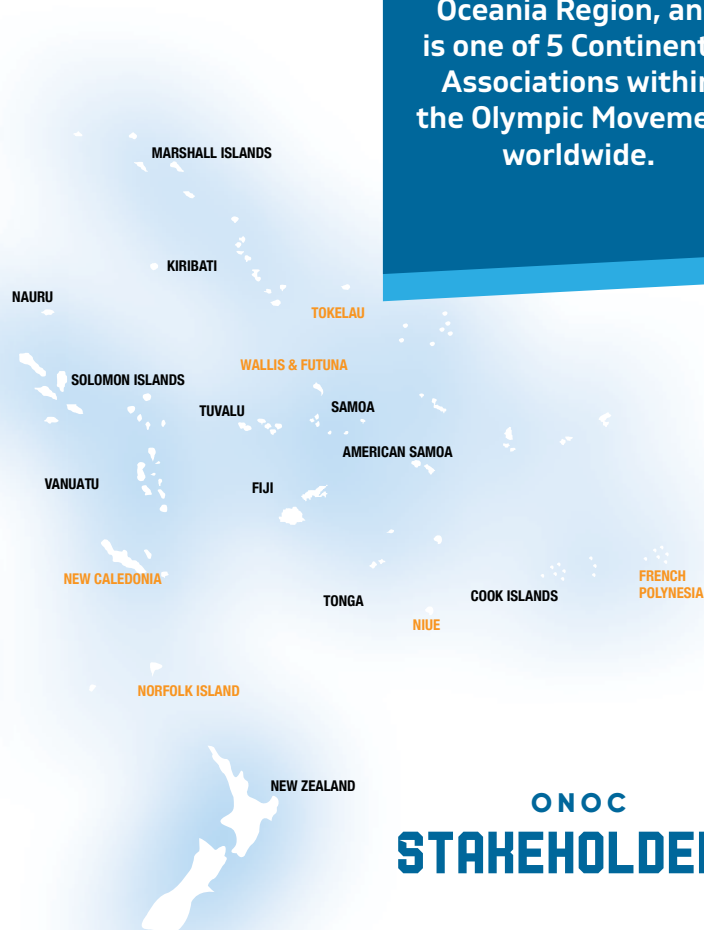 Oceania Region, an
is one of 5 Continent
Associations within
the Olympic Moveme
worldwide.
MARSHALL ISLANDS
KIRIBATI
NAURU
TOKELAU
WALLIS & FUTUNA
SOLOMON ISLANDS
TUVALU
SAMOA
AMERICAN SAMOA
VANUATU
FIJI
NEW CALEDONIA
FRENCH
POLYNESIA
TONGA
COOK ISLANDS
NIUE
NORFOLK ISLAND
NEW ZEALAND
ONOC
STAKEHOLDE